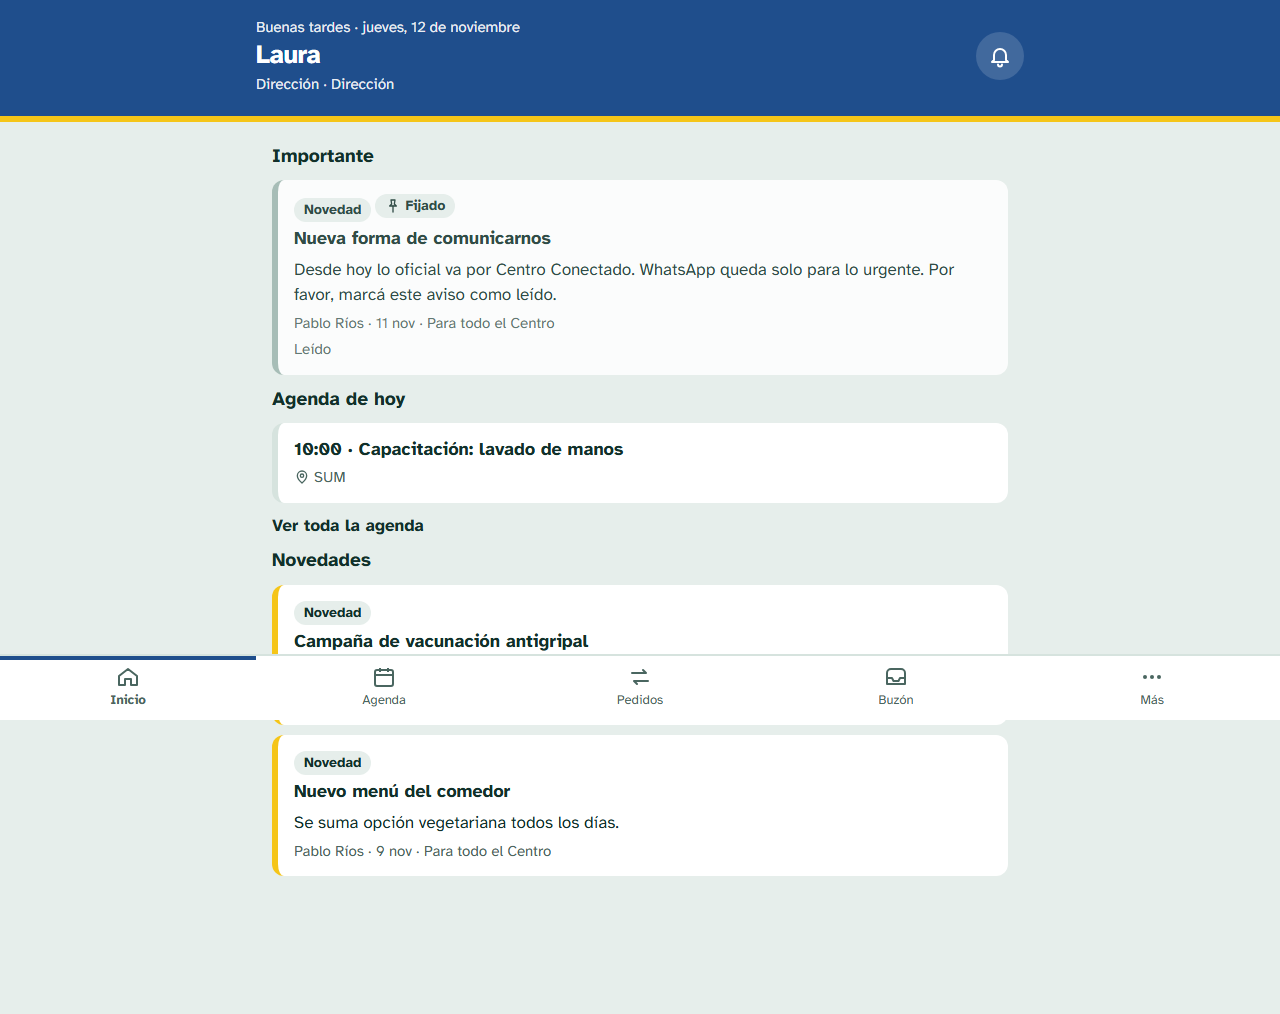 Buenas tardes · jueves, 12 de noviembre
Laura
Dirección · Dirección
Importante
Novedad
Fijado
Nueva forma de comunicarnos
Desde hoy lo oficial va por Centro Conectado. WhatsApp queda solo para lo urgente. Por
favor, marcá este aviso como leído.
Pablo Ríos · 11 nov · Para todo el Centro
Leído
Agenda de hoy
10:00 · Capacitación: lavado de manos
SUM
Ver toda la agenda
Novedades
Novedad
Campaña de vacunación antigripal
Inicio
Agenda
Pedidos
Buzón
Más
Novedad
Nuevo menú del comedor
Se suma opción vegetariana todos los días.
Pablo Ríos · 9 nov · Para todo el Centro